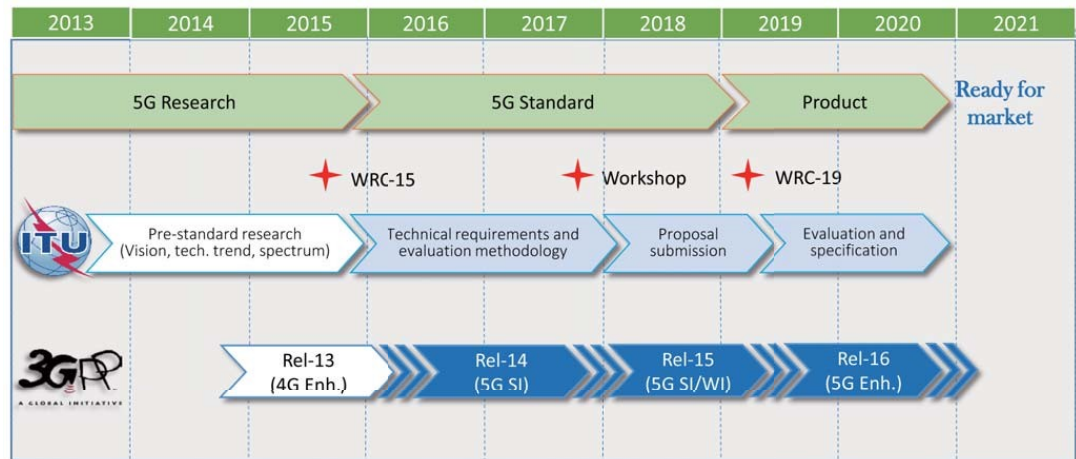 2013 2014 2015 2016 2017 2018 2019 2020 2021
5G Research 5G Standard Product Ready for
market
WRC-15 Workshop WRC-19
ITU
Pre-standard research
(Vision, tech. trend, spectrum)
Technical requirements and
evaluation methodology
Proposal
submission
Evaluation and
specification
3GPP
A GLOBAL INITIATIVE
Rel-13
(4G Enh.)
Rel-14
(5G SI)
Rel-15
(5G SI/WI)
Rel-16
(5G Enh.)